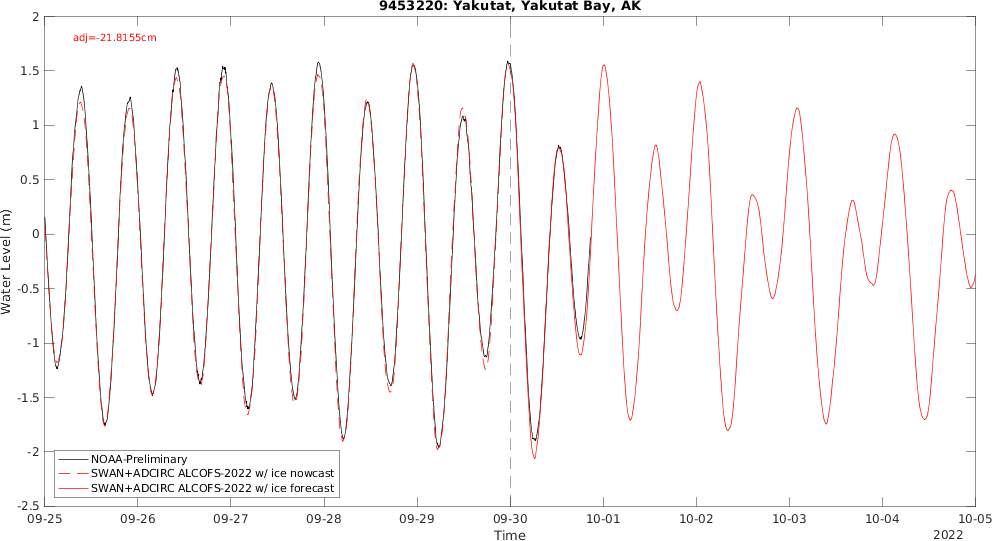 9453220: Yakutat, Yakutat Bay, AK
adj=-21.8155cm
2
1.5
1
0.5
0
-0.5
-1
-1.5
-2
-2.5
Water Level (m)
NOAA-Preliminary
SWAN+ADCIRC ALCOFS-2022 w/ ice nowcast
SWAN+ADCIRC ALCOFS-2022 w/ ice forecast
09-25 09-26 09-27 09-28 09-29 09-30 10-01 10-02 10-03 10-04 10-05
Time
2022